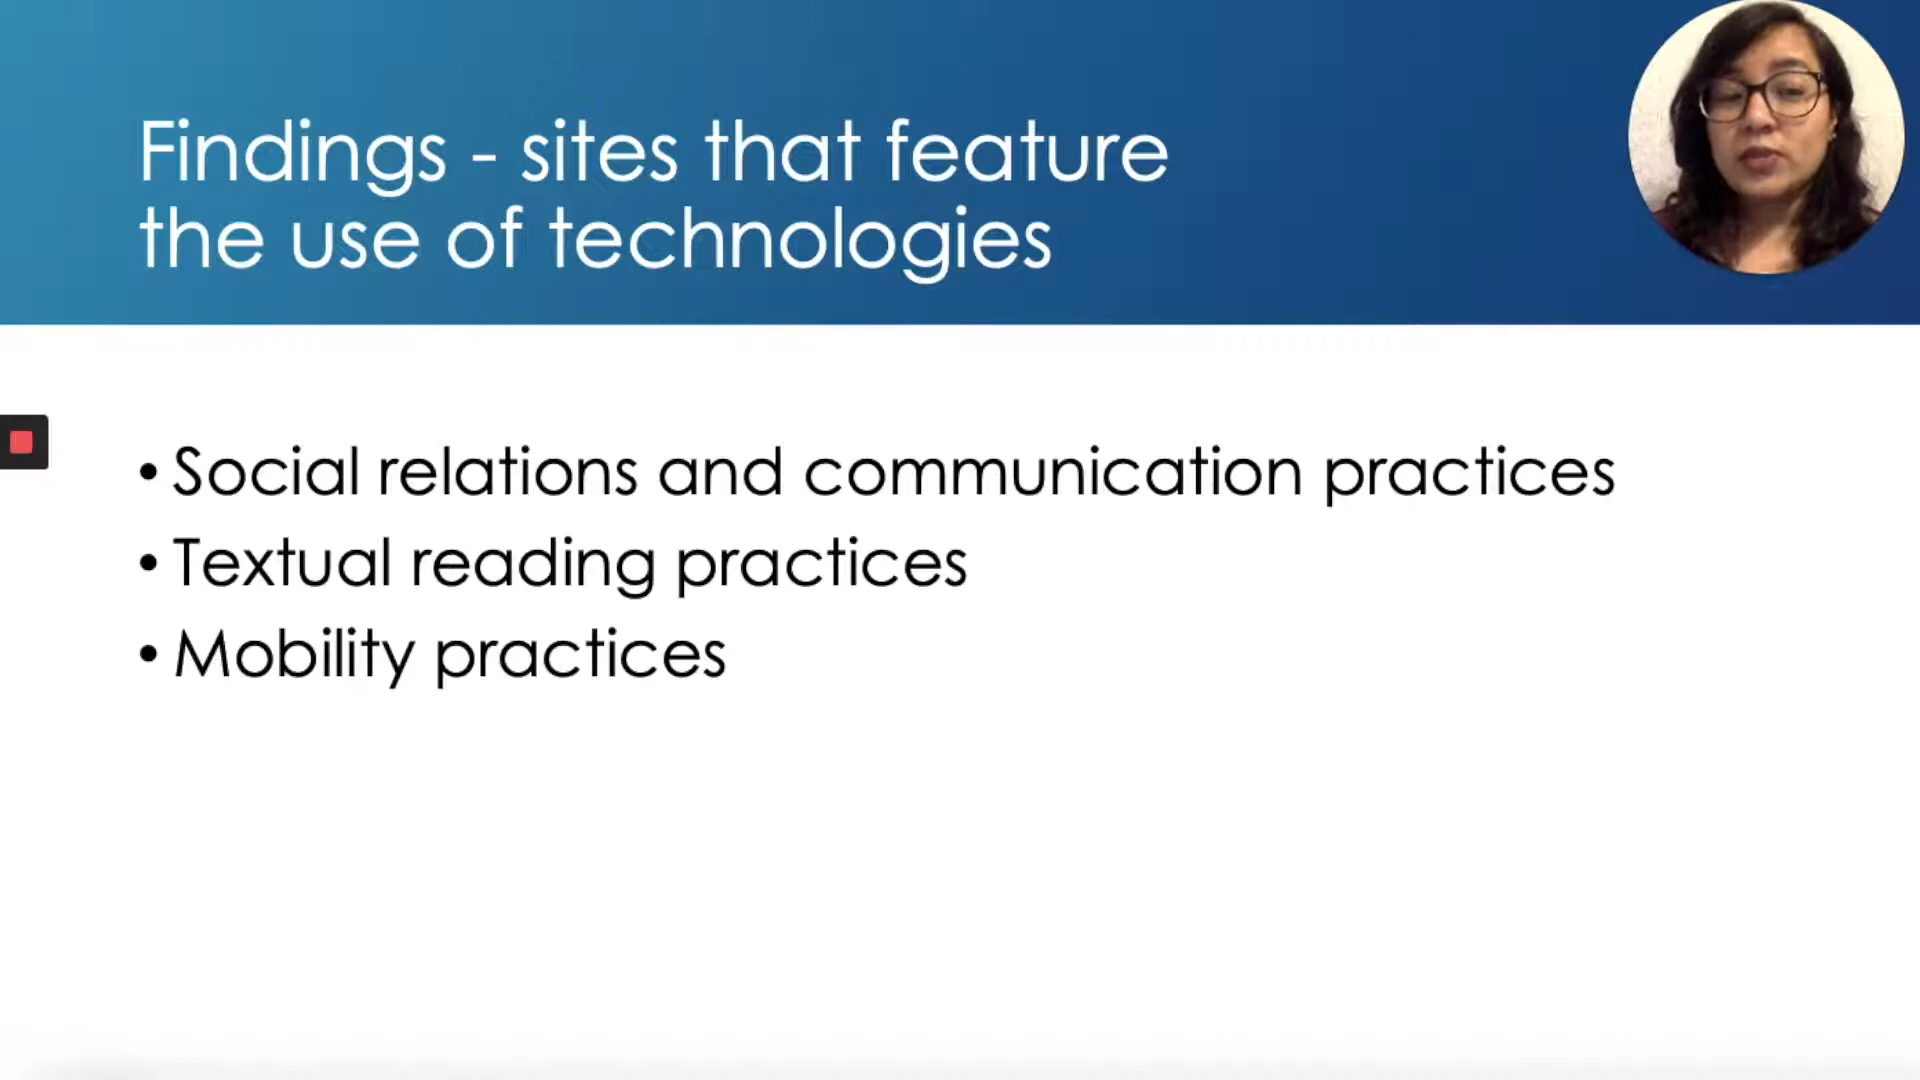 Findings - sites that feature
the use of technologies
• Social relations and communication practices
• Textual reading practices
• Mobility practices